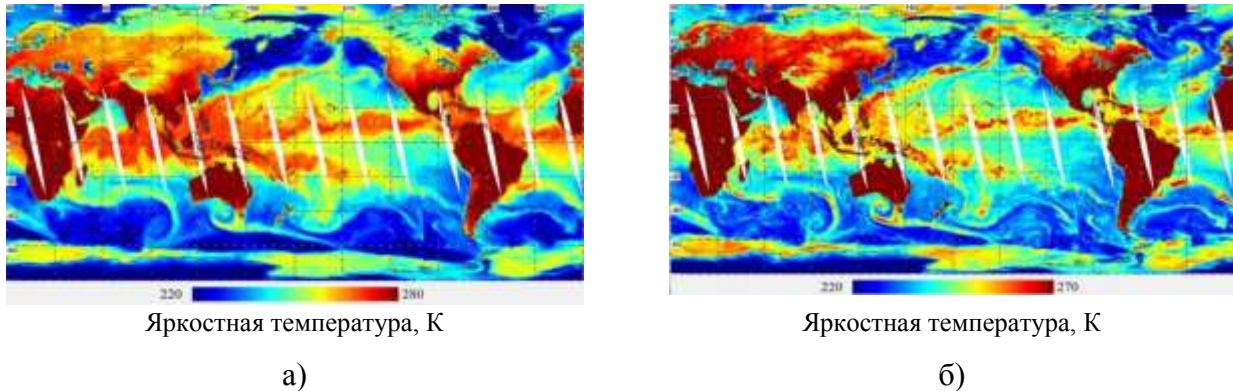 220 280
220 270
Яркостная температура, К
Яркостная температура, К
а)
б)